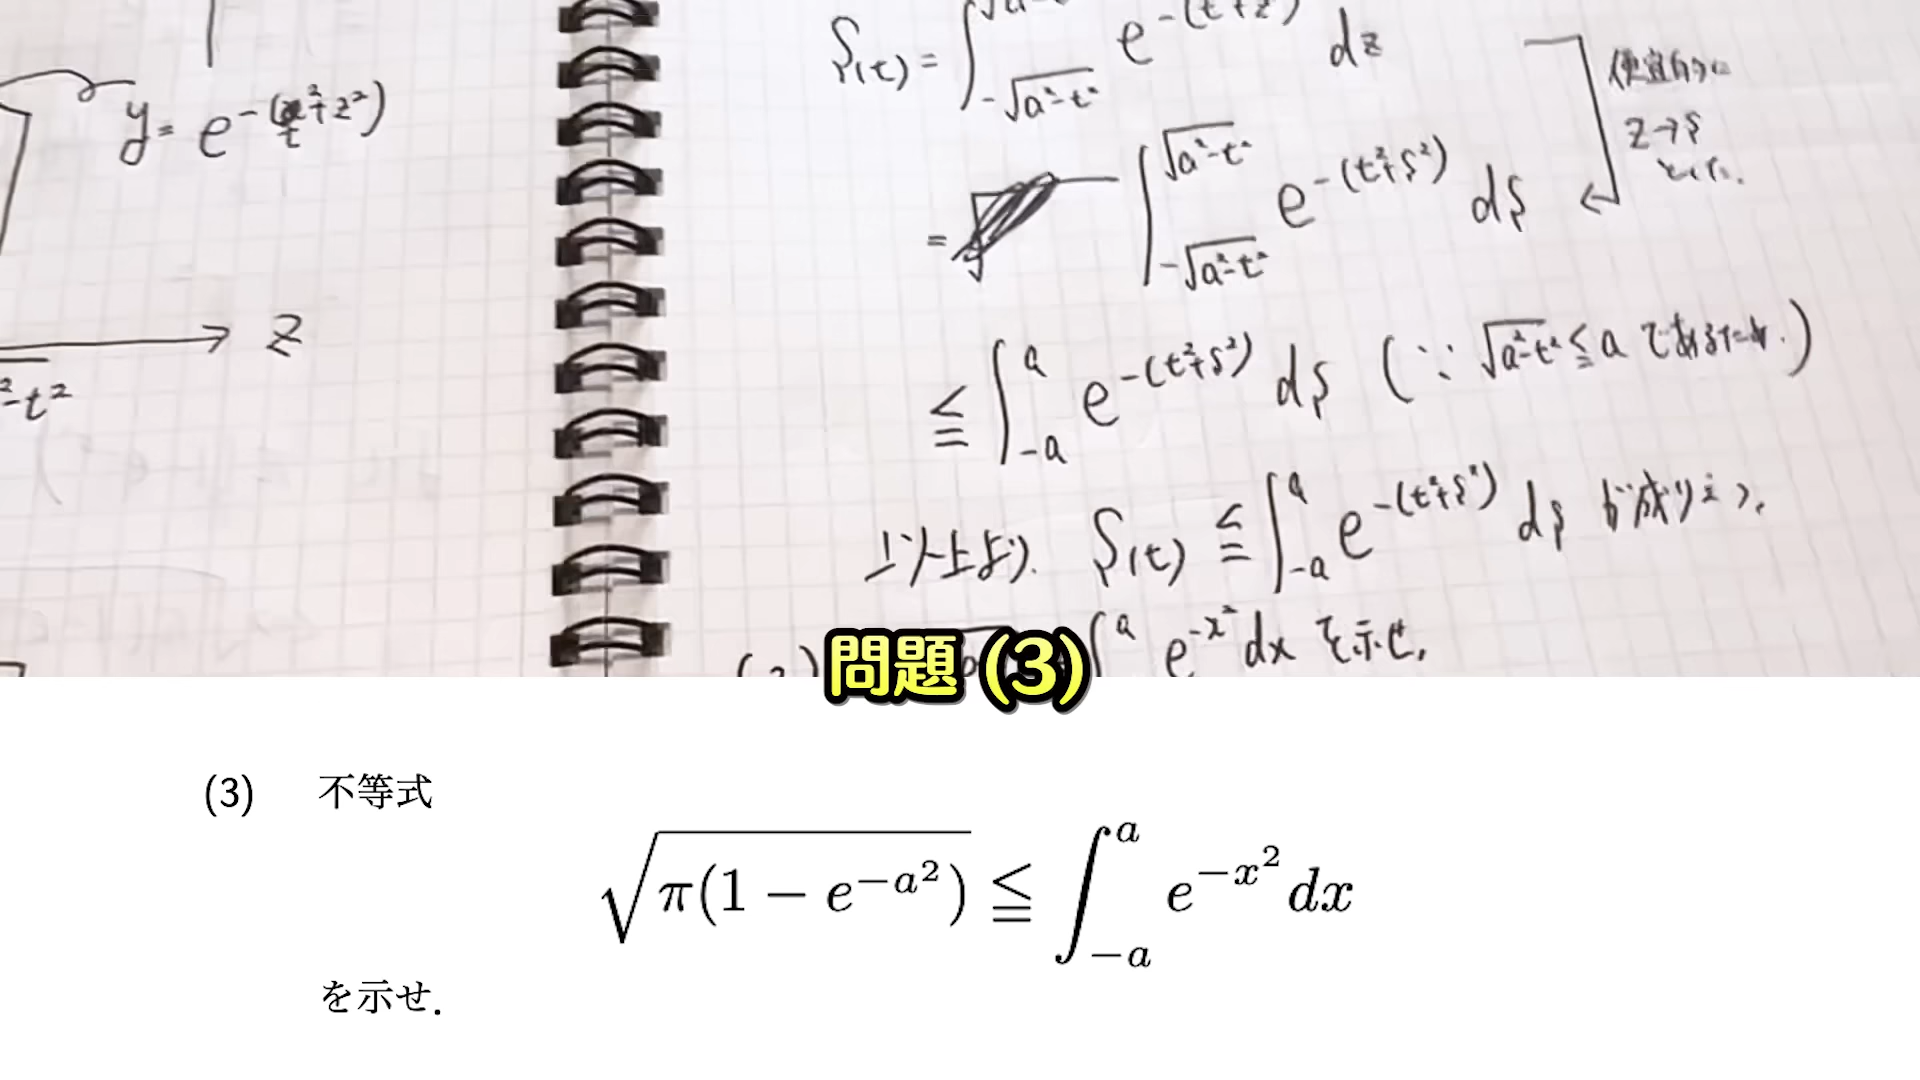 y = e^{-(t²+z²)}
z
²-t²
S(t) = ∫_{-√(a²-t²)} e^{-(t²+z²)} dz
便宜的に
z→s
とした.
= ∫_{-√(a²-t²)}^{√(a²-t²)} e^{-(t²+s²)} ds
≦ ∫_{-a}^{a} e^{-(t²+s²)} ds (∵ √(a²-t²) ≦ a であるため.)
以上より. S(t) ≦ ∫_{-a}^{a} e^{-(t²+s²)} ds が成り立つ.
∫^{a} e^{-x²} dx を示せ.
問題 (3)
(3) 不等式
√(π(1 − e^{−a²})) ≦ ∫_{−a}^{a} e^{−x²} dx
を示せ.